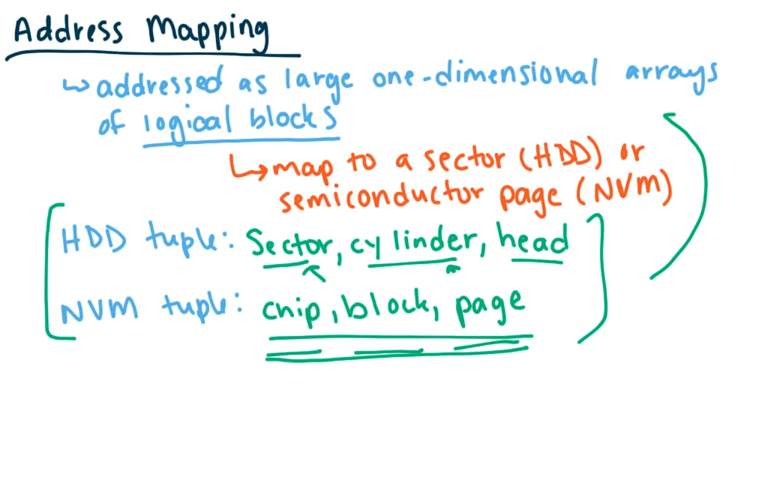 Address Mapping
↳ addressed as large one-dimensional arrays
of logical blocks
↳ map to a sector (HDD) or
semiconductor page (NVM)
HDD tuple: Sector, cylinder, head
NVM tuple: chip, block, page